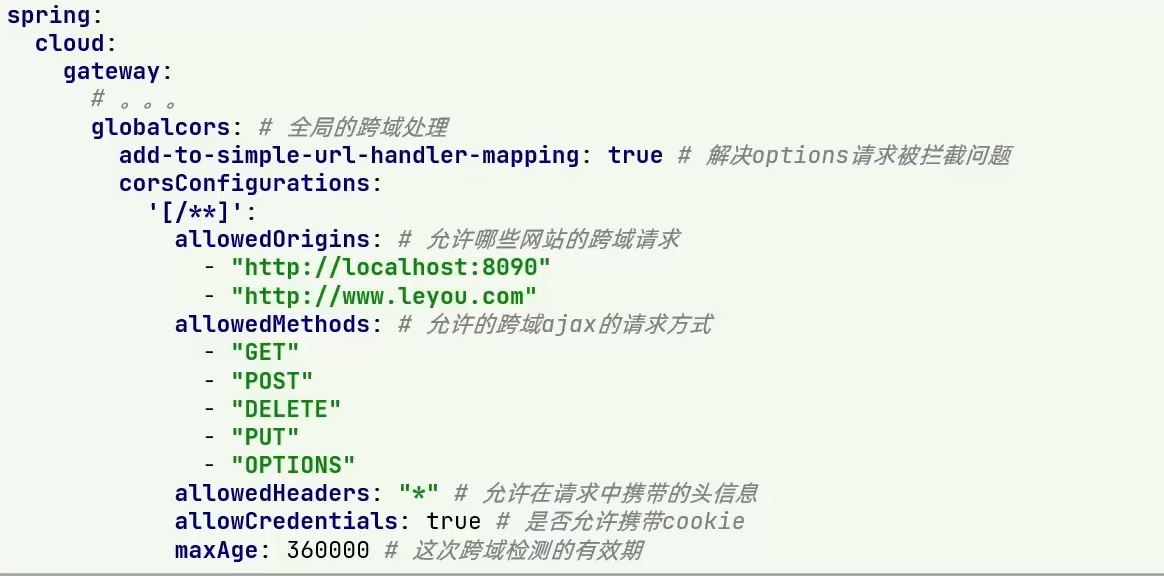 spring:
  cloud:
    gateway:
      # 。。。
      globalcors: # 全局的跨域处理
        add-to-simple-url-handler-mapping: true # 解决options请求被拦截问题
        corsConfigurations:
          '[/**]':
            allowedOrigins: # 允许哪些网站的跨域请求
              - "http://localhost:8090"
              - "http://www.leyou.com"
            allowedMethods: # 允许的跨域ajax的请求方式
              - "GET"
              - "POST"
              - "DELETE"
              - "PUT"
              - "OPTIONS"
            allowedHeaders: "*" # 允许在请求中携带的头信息
            allowCredentials: true # 是否允许携带cookie
            maxAge: 360000 # 这次跨域检测的有效期